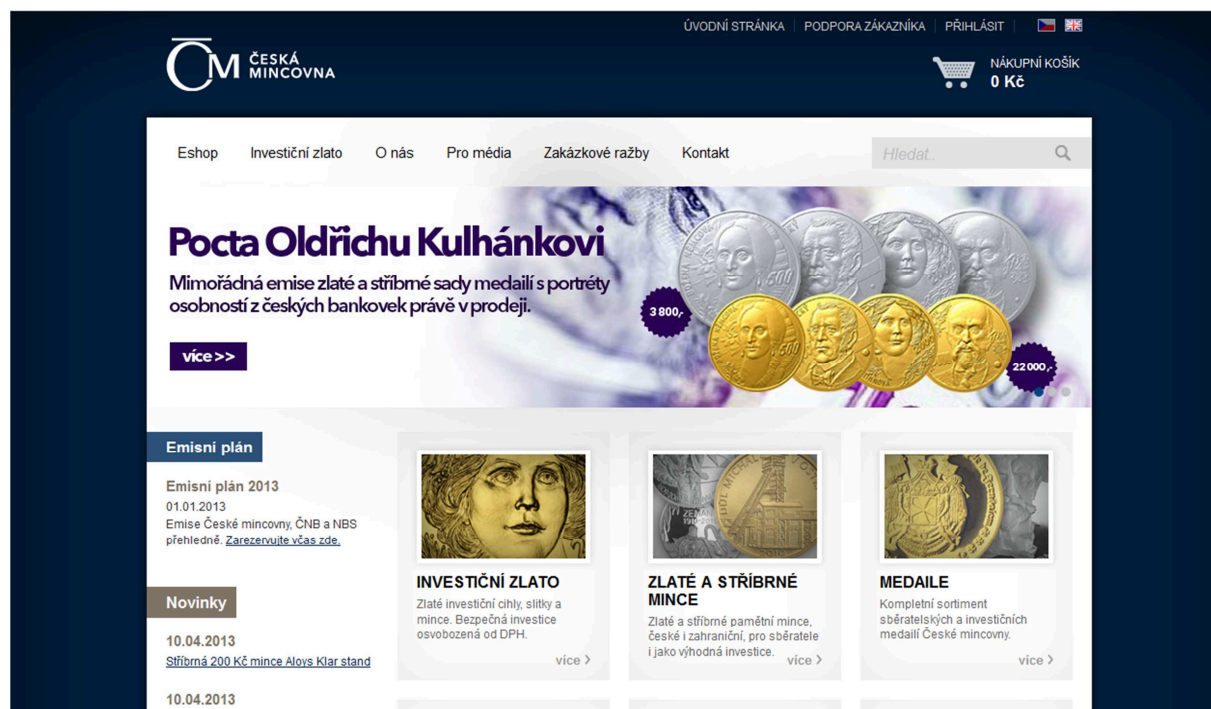 ÚVODNÍ STRÁNKA | PODPORA ZÁKAZNÍKA | PŘIHLÁSIT |
ČM ČESKÁ
MINCOVNA
NÁKUPNÍ KOŠÍK
0 Kč
Eshop Investiční zlato O nás Pro média Zakázkové ražby Kontakt Hledat..
Pocta Oldřichu Kulhánkovi
Mimořádná emise zlaté a stříbrné sady medailí s portréty
osobností z českých bankovek právě v prodeji.
více >>
3 800,-
22 000,-
Emisní plán
Emisní plán 2013
01.01.2013
Emise České mincovny, ČNB a NBS
přehledně. Zarezervujte včas zde.
Novinky
10.04.2013
Stříbrná 200 Kč mince Aloys Klar stand
10.04.2013
INVESTIČNÍ ZLATO
Zlaté investiční cihly, slitky a
mince. Bezpečná investice
osvobozená od DPH.
více >
ZLATÉ A STŘÍBRNÉ
MINCE
Zlaté a stříbrné pamětní mince,
české i zahraniční, pro sběratele
i jako výhodná investice.
více >
MEDAILE
Kompletní sortiment
sběratelských a investičních
medailí České mincovny.
více >